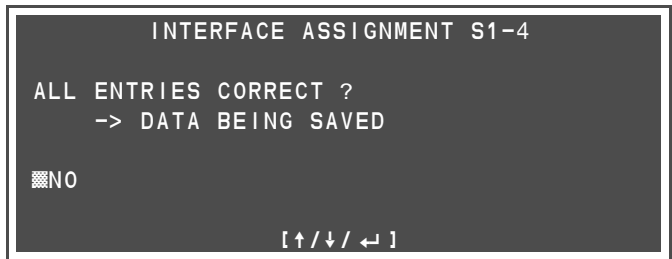 INTERFACE ASSIGNMENT S1-4
ALL ENTRIES CORRECT ?
-> DATA BEING SAVED
▒NO
[↑/↓/↵]